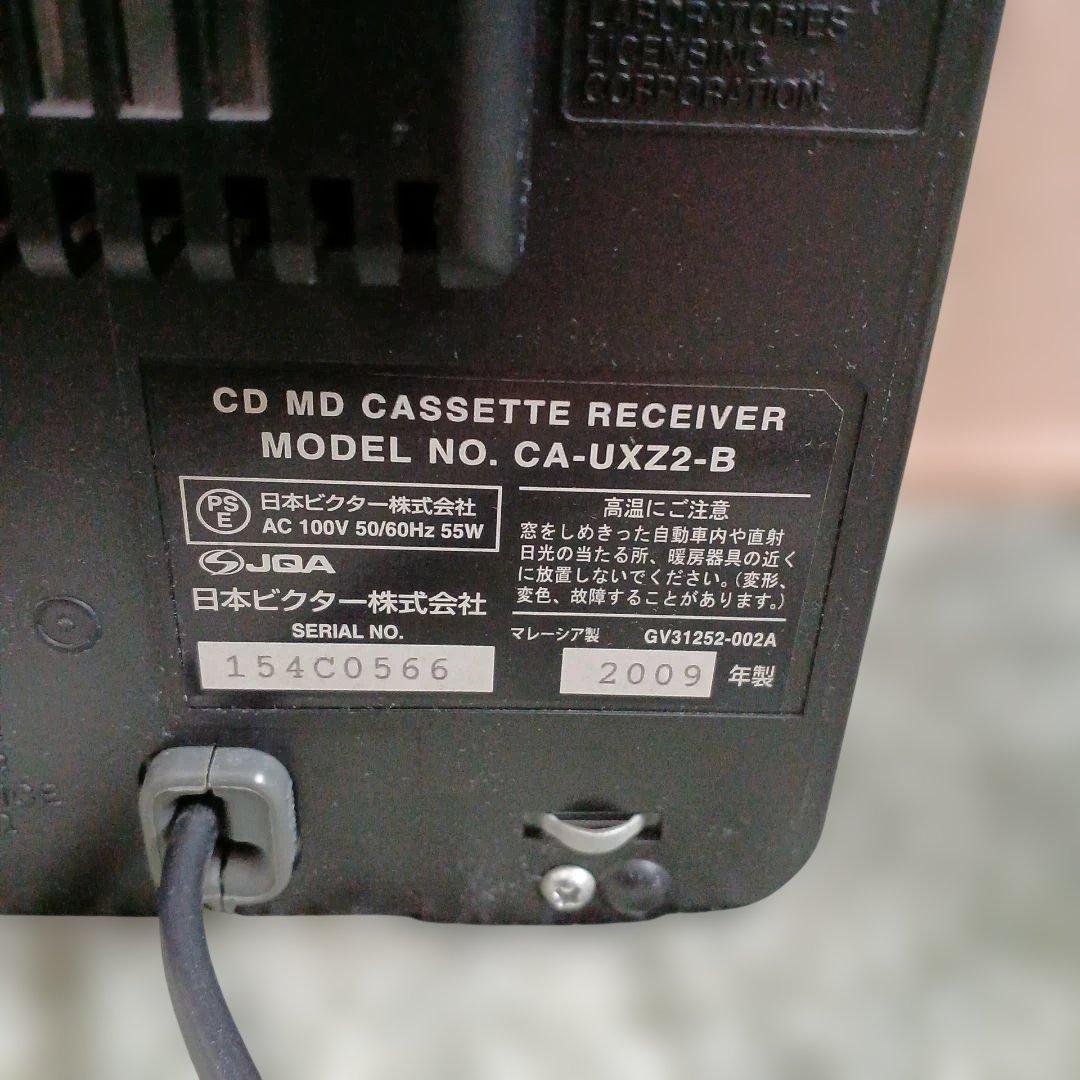 LABORATORIES
LICENSING
CORPORATION.
CD MD CASSETTE RECEIVER
MODEL NO. CA-UXZ2-B
PS
E
日本ビクター株式会社
AC 100V 50/60Hz 55W
JQA
日本ビクター株式会社
SERIAL NO.
154C0566
高温にご注意
窓をしめきった自動車内や直射
日光の当たる所、暖房器具の近く
に放置しないでください。(変形、
変色、故障することがあります。)
マレーシア製 GV31252-002A
2009 年製